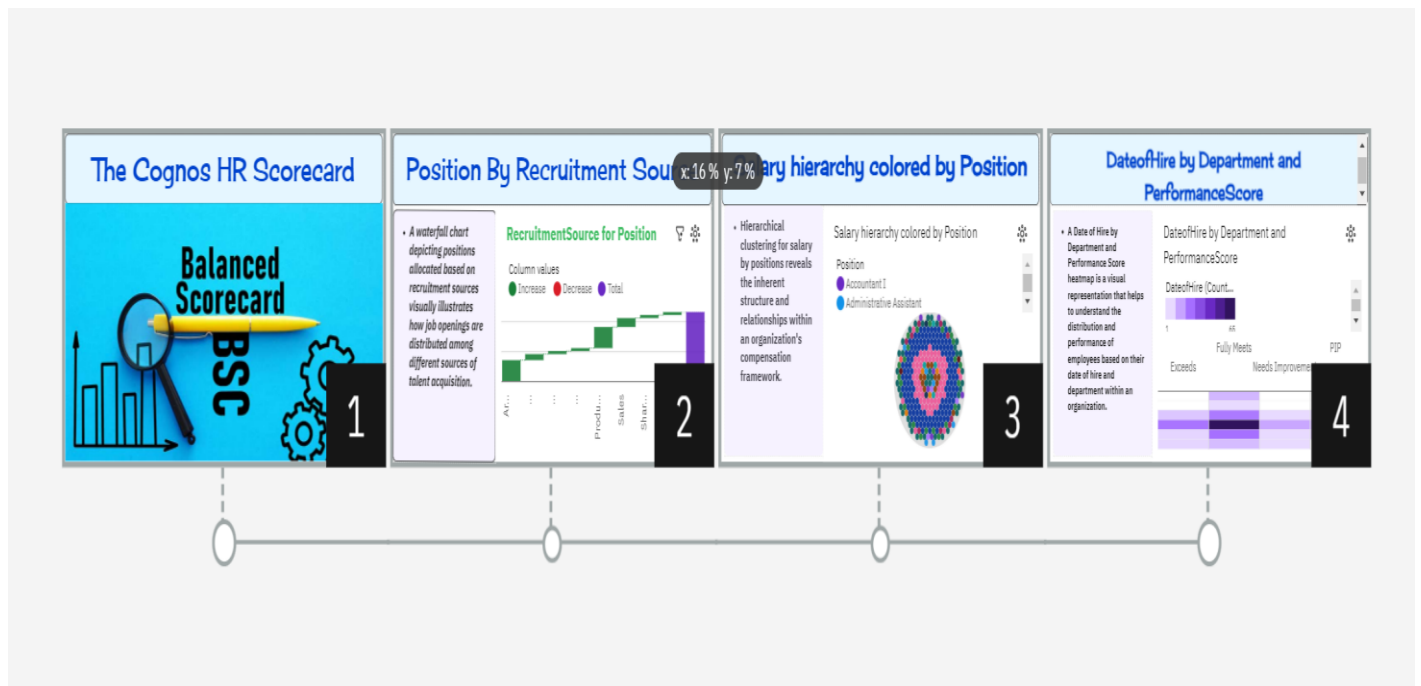 The Cognos HR Scorecard
Balanced
Scorecard
BSC
1
Position By Recruitment
x: 16 % y: 7 %
• A waterfall chart
depicting positions
allocated based on
recruitment sources
visually illustrates
how job openings are
distributed among
different sources of
talent acquisition.
RecruitmentSource for Position
Column values
Increase Decrease Total
Ar...
...
...
...
Produ...
Sales
Shar...
2
hierarchy colored by Position
• Hierarchical
clustering for salary
by positions reveals
the inherent
structure and
relationships within
an organization's
compensation
framework.
Salary hierarchy colored by Position
Position
Accountant I
Administrative Assistant
3
DateofHire by Department and
PerformanceScore
• A Date of Hire by
Department and
Performance Score
heatmap is a visual
representation that helps
to understand the
distribution and
performance of
employees based on their
date of hire and
department within an
organization.
DateofHire by Department and
PerformanceScore
DateofHire (Count...
1
Fully Meets PIP
Exceeds Needs Improveme
4